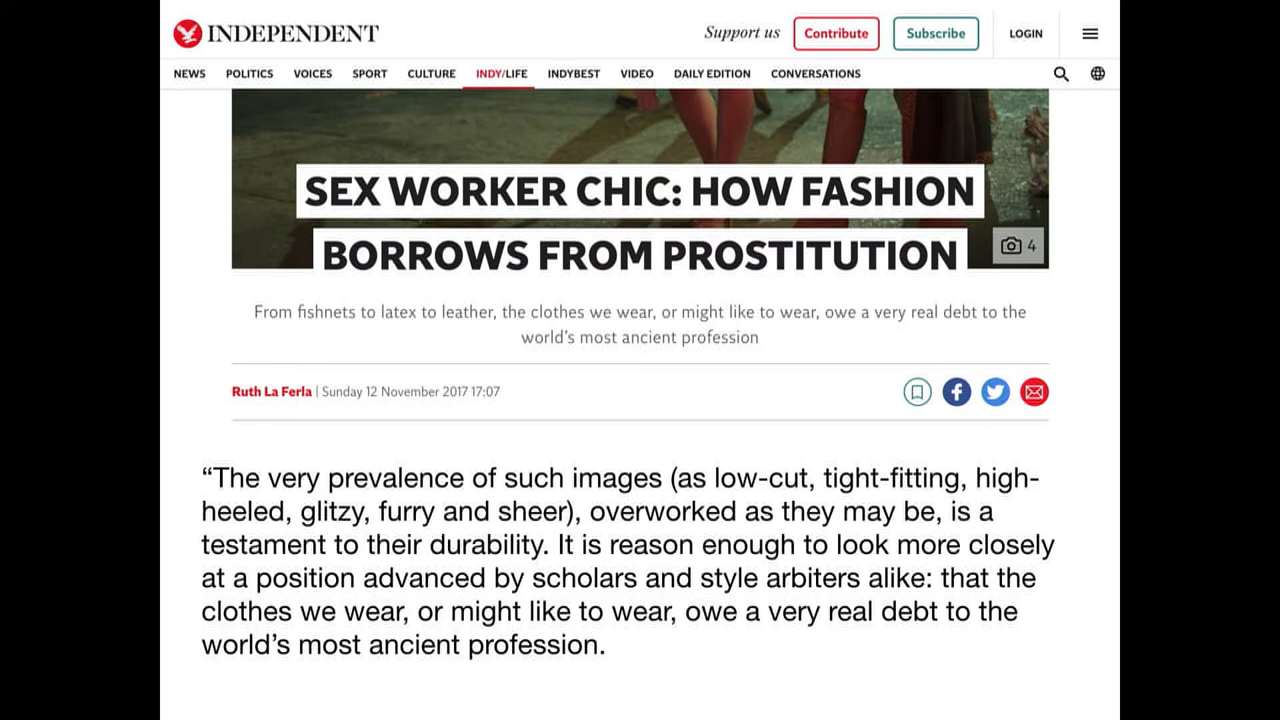 INDEPENDENT
Support us
Contribute
Subscribe
LOGIN
NEWS POLITICS VOICES SPORT CULTURE INDY/LIFE INDYBEST VIDEO DAILY EDITION CONVERSATIONS
SEX WORKER CHIC: HOW FASHION
BORROWS FROM PROSTITUTION
4
From fishnets to latex to leather, the clothes we wear, or might like to wear, owe a very real debt to the
world's most ancient profession
Ruth La Ferla | Sunday 12 November 2017 17:07
“The very prevalence of such images (as low-cut, tight-fitting, high-
heeled, glitzy, furry and sheer), overworked as they may be, is a
testament to their durability. It is reason enough to look more closely
at a position advanced by scholars and style arbiters alike: that the
clothes we wear, or might like to wear, owe a very real debt to the
world’s most ancient profession.